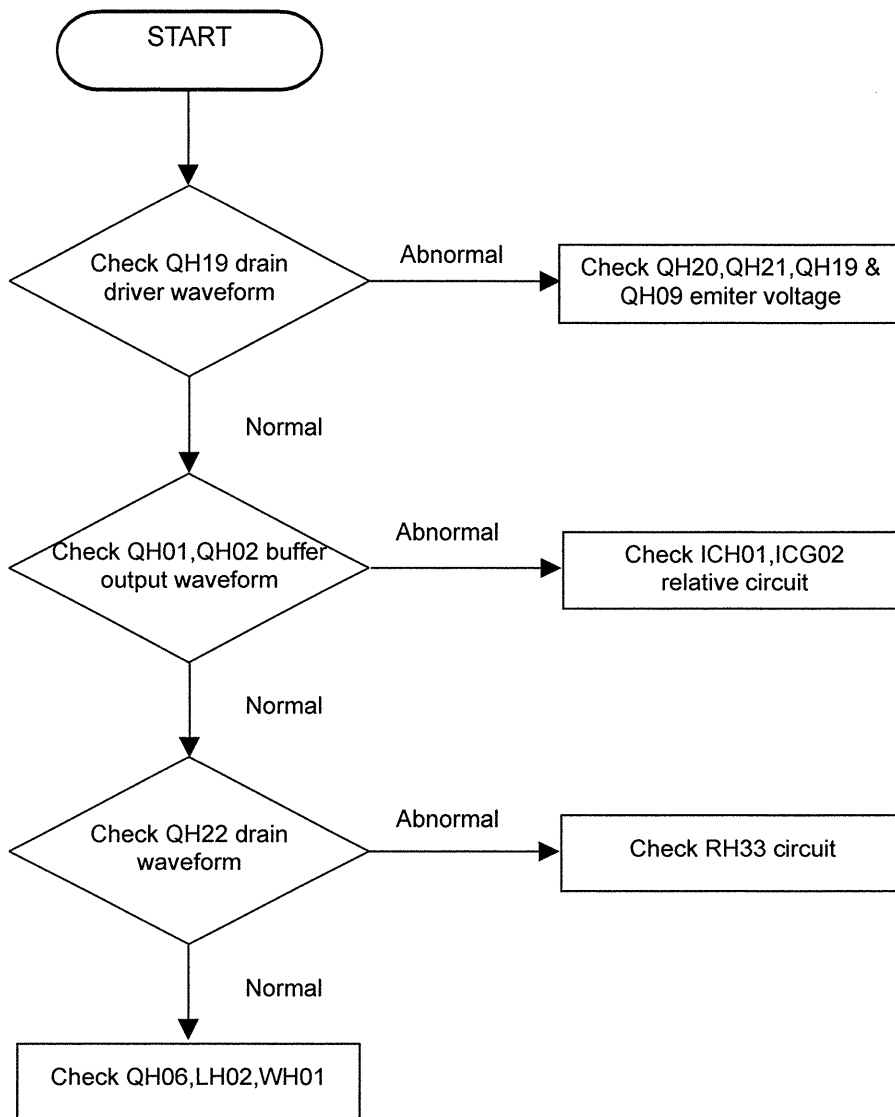 START
Check QH19 drain
driver waveform
Abnormal
Check QH20,QH21,QH19 &
QH09 emiter voltage
Normal
Check QH01,QH02 buffer
output waveform
Abnormal
Check ICH01,ICG02
relative circuit
Normal
Check QH22 drain
waveform
Abnormal
Check RH33 circuit
Normal
Check QH06,LH02,WH01